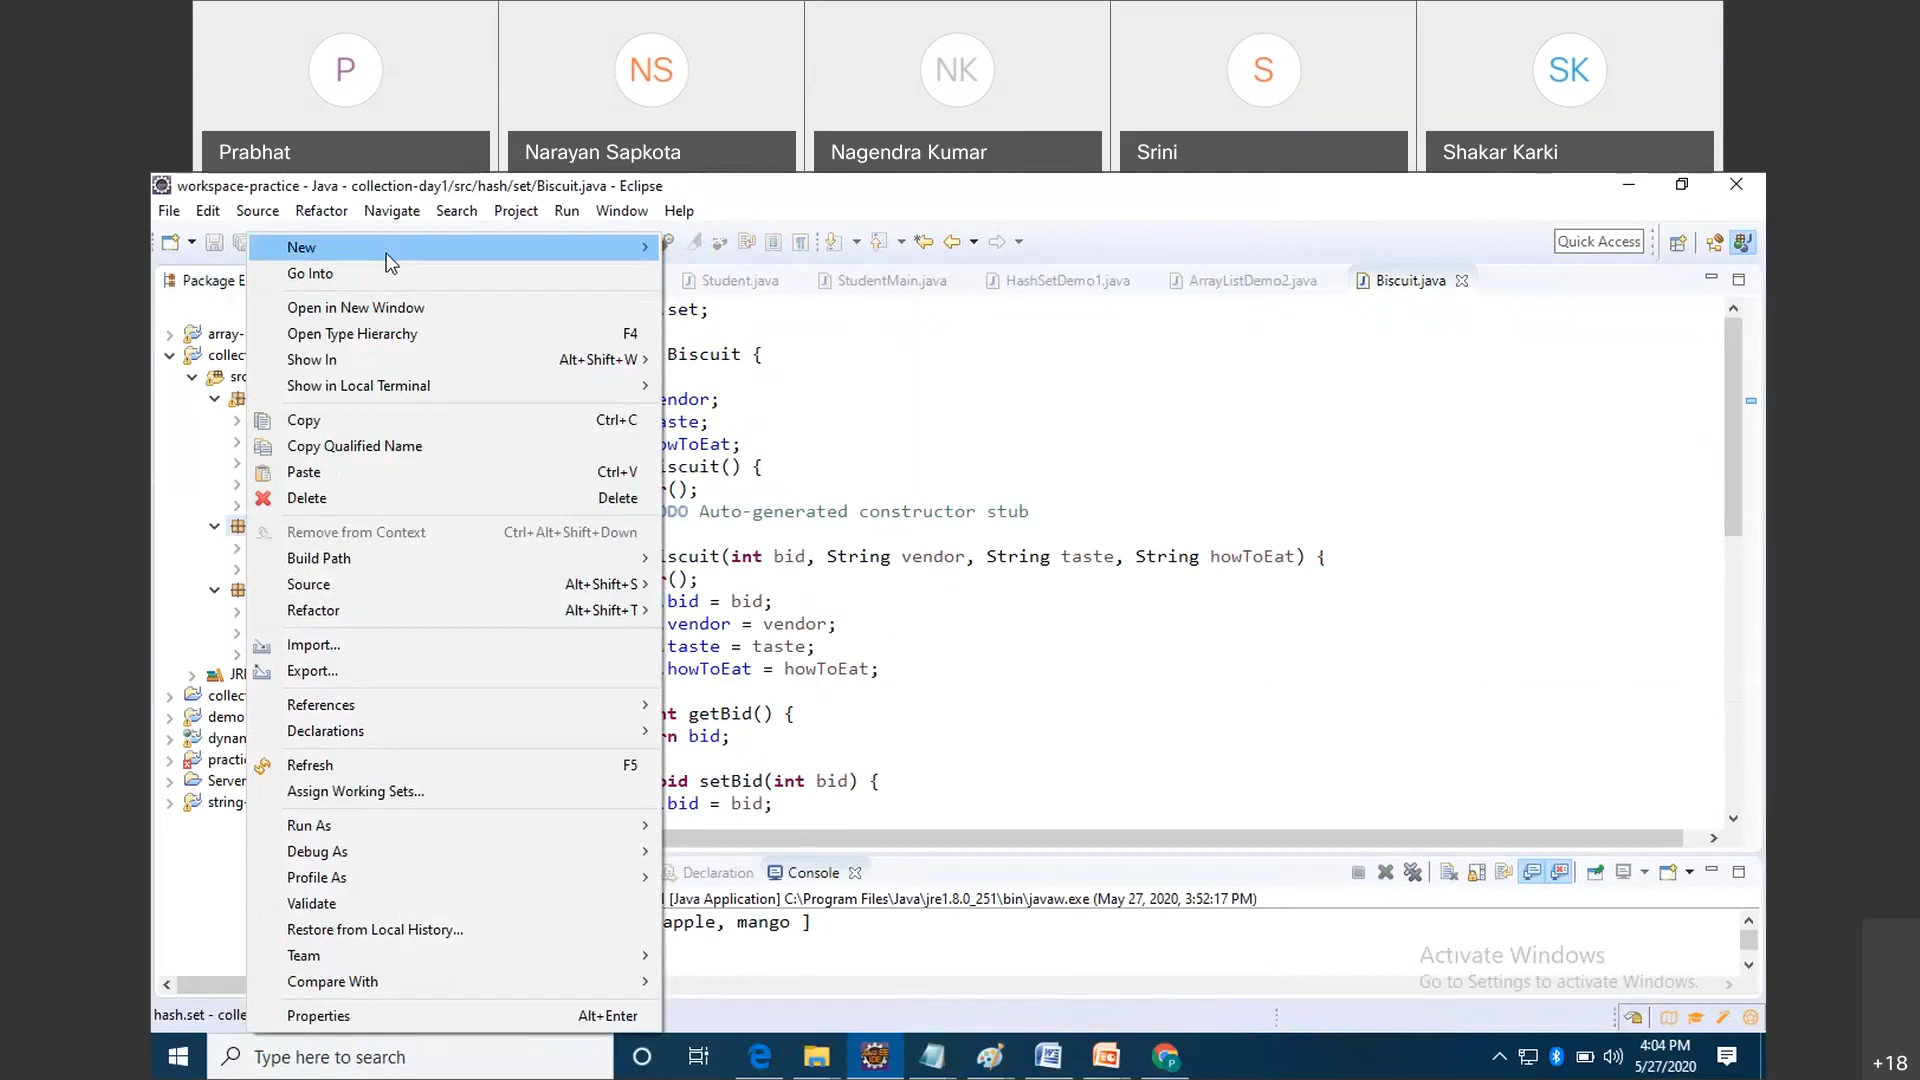 P
NS
NK
S
SK
Prabhat
Narayan Sapkota
Nagendra Kumar
Srini
Shakar Karki
workspace-practice - Java - collection-day1/src/hash/set/Biscuit.java - Eclipse
File Edit Source Refactor Navigate Search Project Run Window Help
Quick Access
Package E
Student.java
StudentMain.java
HashSetDemo1.java
ArrayListDemo2.java
Biscuit.java
array-
collec
src
JRI
collec
demo
dynan
practi
Server
string-
New
Go Into
Open in New Window
Open Type Hierarchy F4
Show In Alt+Shift+W
Show in Local Terminal
Copy Ctrl+C
Copy Qualified Name
Paste Ctrl+V
Delete Delete
Remove from Context Ctrl+Alt+Shift+Down
Build Path
Source Alt+Shift+S
Refactor Alt+Shift+T
Import...
Export...
References
Declarations
Refresh F5
Assign Working Sets...
Run As
Debug As
Profile As
Validate
Restore from Local History...
Team
Compare With
Properties Alt+Enter
.set;
Biscuit {
endor;
aste;
owToEat;
iscuit() {
r();
DO Auto-generated constructor stub
iscuit(int bid, String vendor, String taste, String howToEat) {
r();
.bid = bid;
.vendor = vendor;
.taste = taste;
.howToEat = howToEat;
nt getBid() {
rn bid;
oid setBid(int bid) {
.bid = bid;
Declaration
Console
[Java Application] C:\Program Files\Java\jre1.8.0_251\bin\javaw.exe (May 27, 2020, 3:52:17 PM)
apple, mango ]
Activate Windows
Go to Settings to activate Windows.
hash.set - colle
Type here to search
4:04 PM
5/27/2020
+18